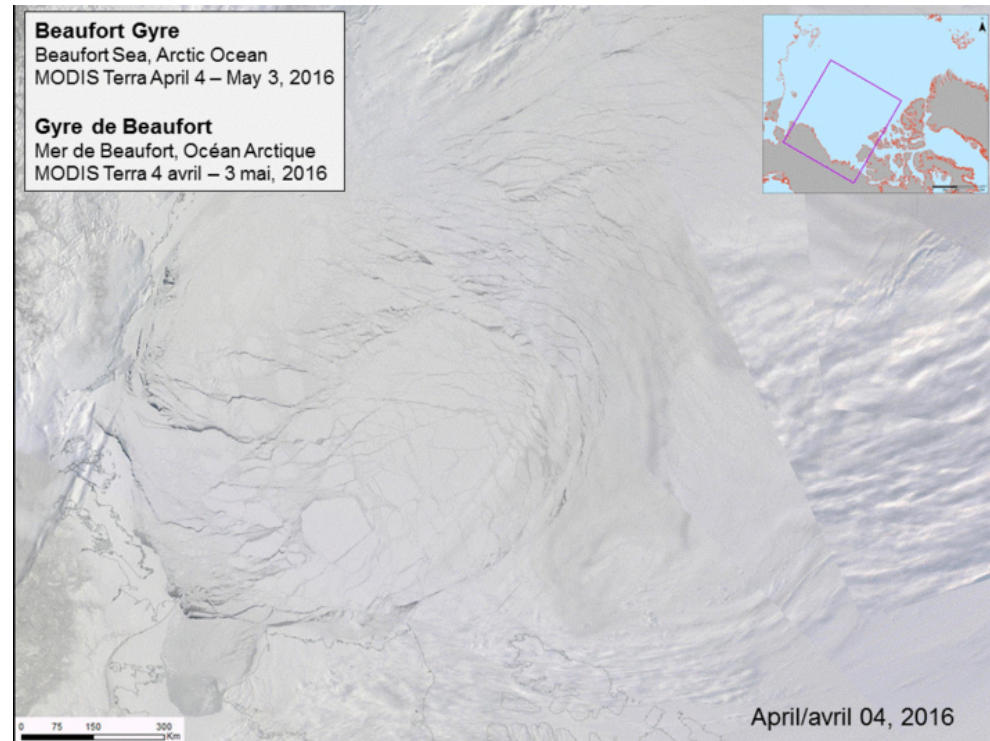 Beaufort Gyre
Beaufort Sea, Arctic Ocean
MODIS Terra April 4 – May 3, 2016
Gyre de Beaufort
Mer de Beaufort, Océan Arctique
MODIS Terra 4 avril – 3 mai, 2016
0 75 150 300
Km
April/avril 04, 2016